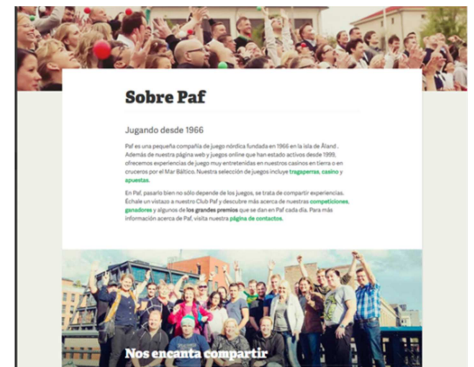 Sobre Paf
Jugando desde 1966
Paf es una pequeña compañía de juego nórdica fundada en 1966 en la isla de Åland .
Además de nuestra página web y juegos online que han estado activos desde 1999,
ofrecemos experiencias de juego muy entretenidas en nuestros casinos en tierra o en
cruceros por el Mar Báltico. Nuestra selección de juegos incluye tragaperras, casino y
apuestas.
En Paf, pasarlo bien no sólo depende de los juegos, se trata de compartir experiencias.
Échale un vistazo a nuestro Club Paf y descubre más acerca de nuestras competiciones,
ganadores y algunos de los grandes premios que se dan en Paf cada día. Para más
información acerca de Paf, visita nuestra página de contactos.
Nos encanta compartir